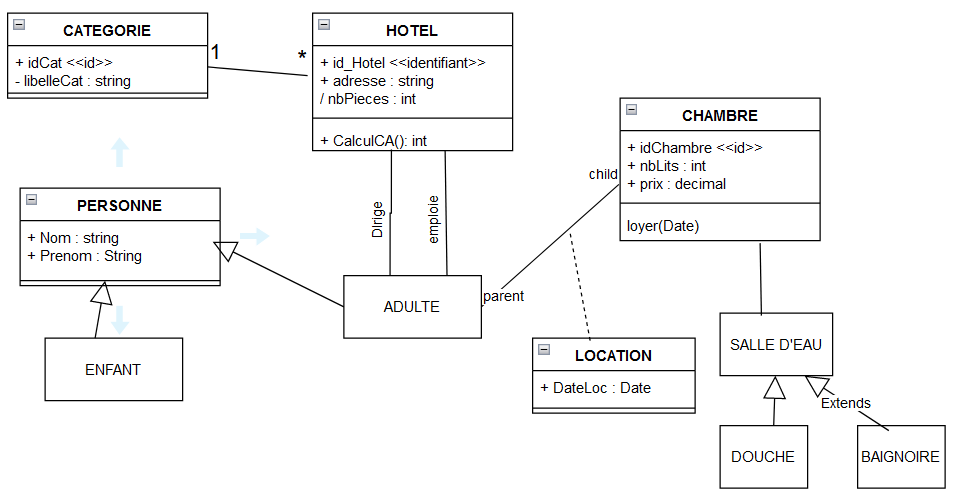 CATEGORIE
+ idCat <<id>>
- libelleCat : string
1
*
HOTEL
+ id_Hotel <<identifiant>>
+ adresse : string
/ nbPieces : int
+ CalculCA(): int
CHAMBRE
+ idChambre <<id>>
+ nbLits : int
+ prix : decimal
loyer(Date)
child
PERSONNE
+ Nom : string
+ Prenom : String
Dirige
emploie
ADULTE
parent
ENFANT
LOCATION
+ DateLoc : Date
SALLE D'EAU
Extends
DOUCHE
BAIGNOIRE